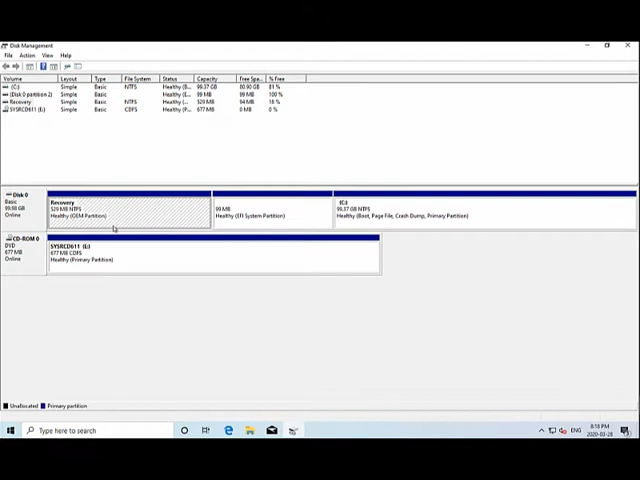 Disk Management
File Action View Help
Volume Layout Type File System Status Capacity Free Spa... % Free
(C:) Simple Basic NTFS Healthy (B... 99.37 GB 80.90 GB 81 %
(Disk 0 partition 2) Simple Basic Healthy (E... 99 MB 99 MB 100 %
Recovery Simple Basic NTFS Healthy (... 529 MB 94 MB 18 %
SYSRCD611 (E:) Simple Basic CDFS Healthy (P... 677 MB 0 MB 0 %
Disk 0
Basic
99.98 GB
Online
Recovery
529 MB NTFS
Healthy (OEM Partition)
99 MB
Healthy (EFI System Partition)
(C:)
99.37 GB NTFS
Healthy (Boot, Page File, Crash Dump, Primary Partition)
CD-ROM 0
DVD
677 MB
Online
SYSRCD611 (E:)
677 MB CDFS
Healthy (Primary Partition)
Unallocated Primary partition
Type here to search
ENG
8:18 PM
2020-03-28